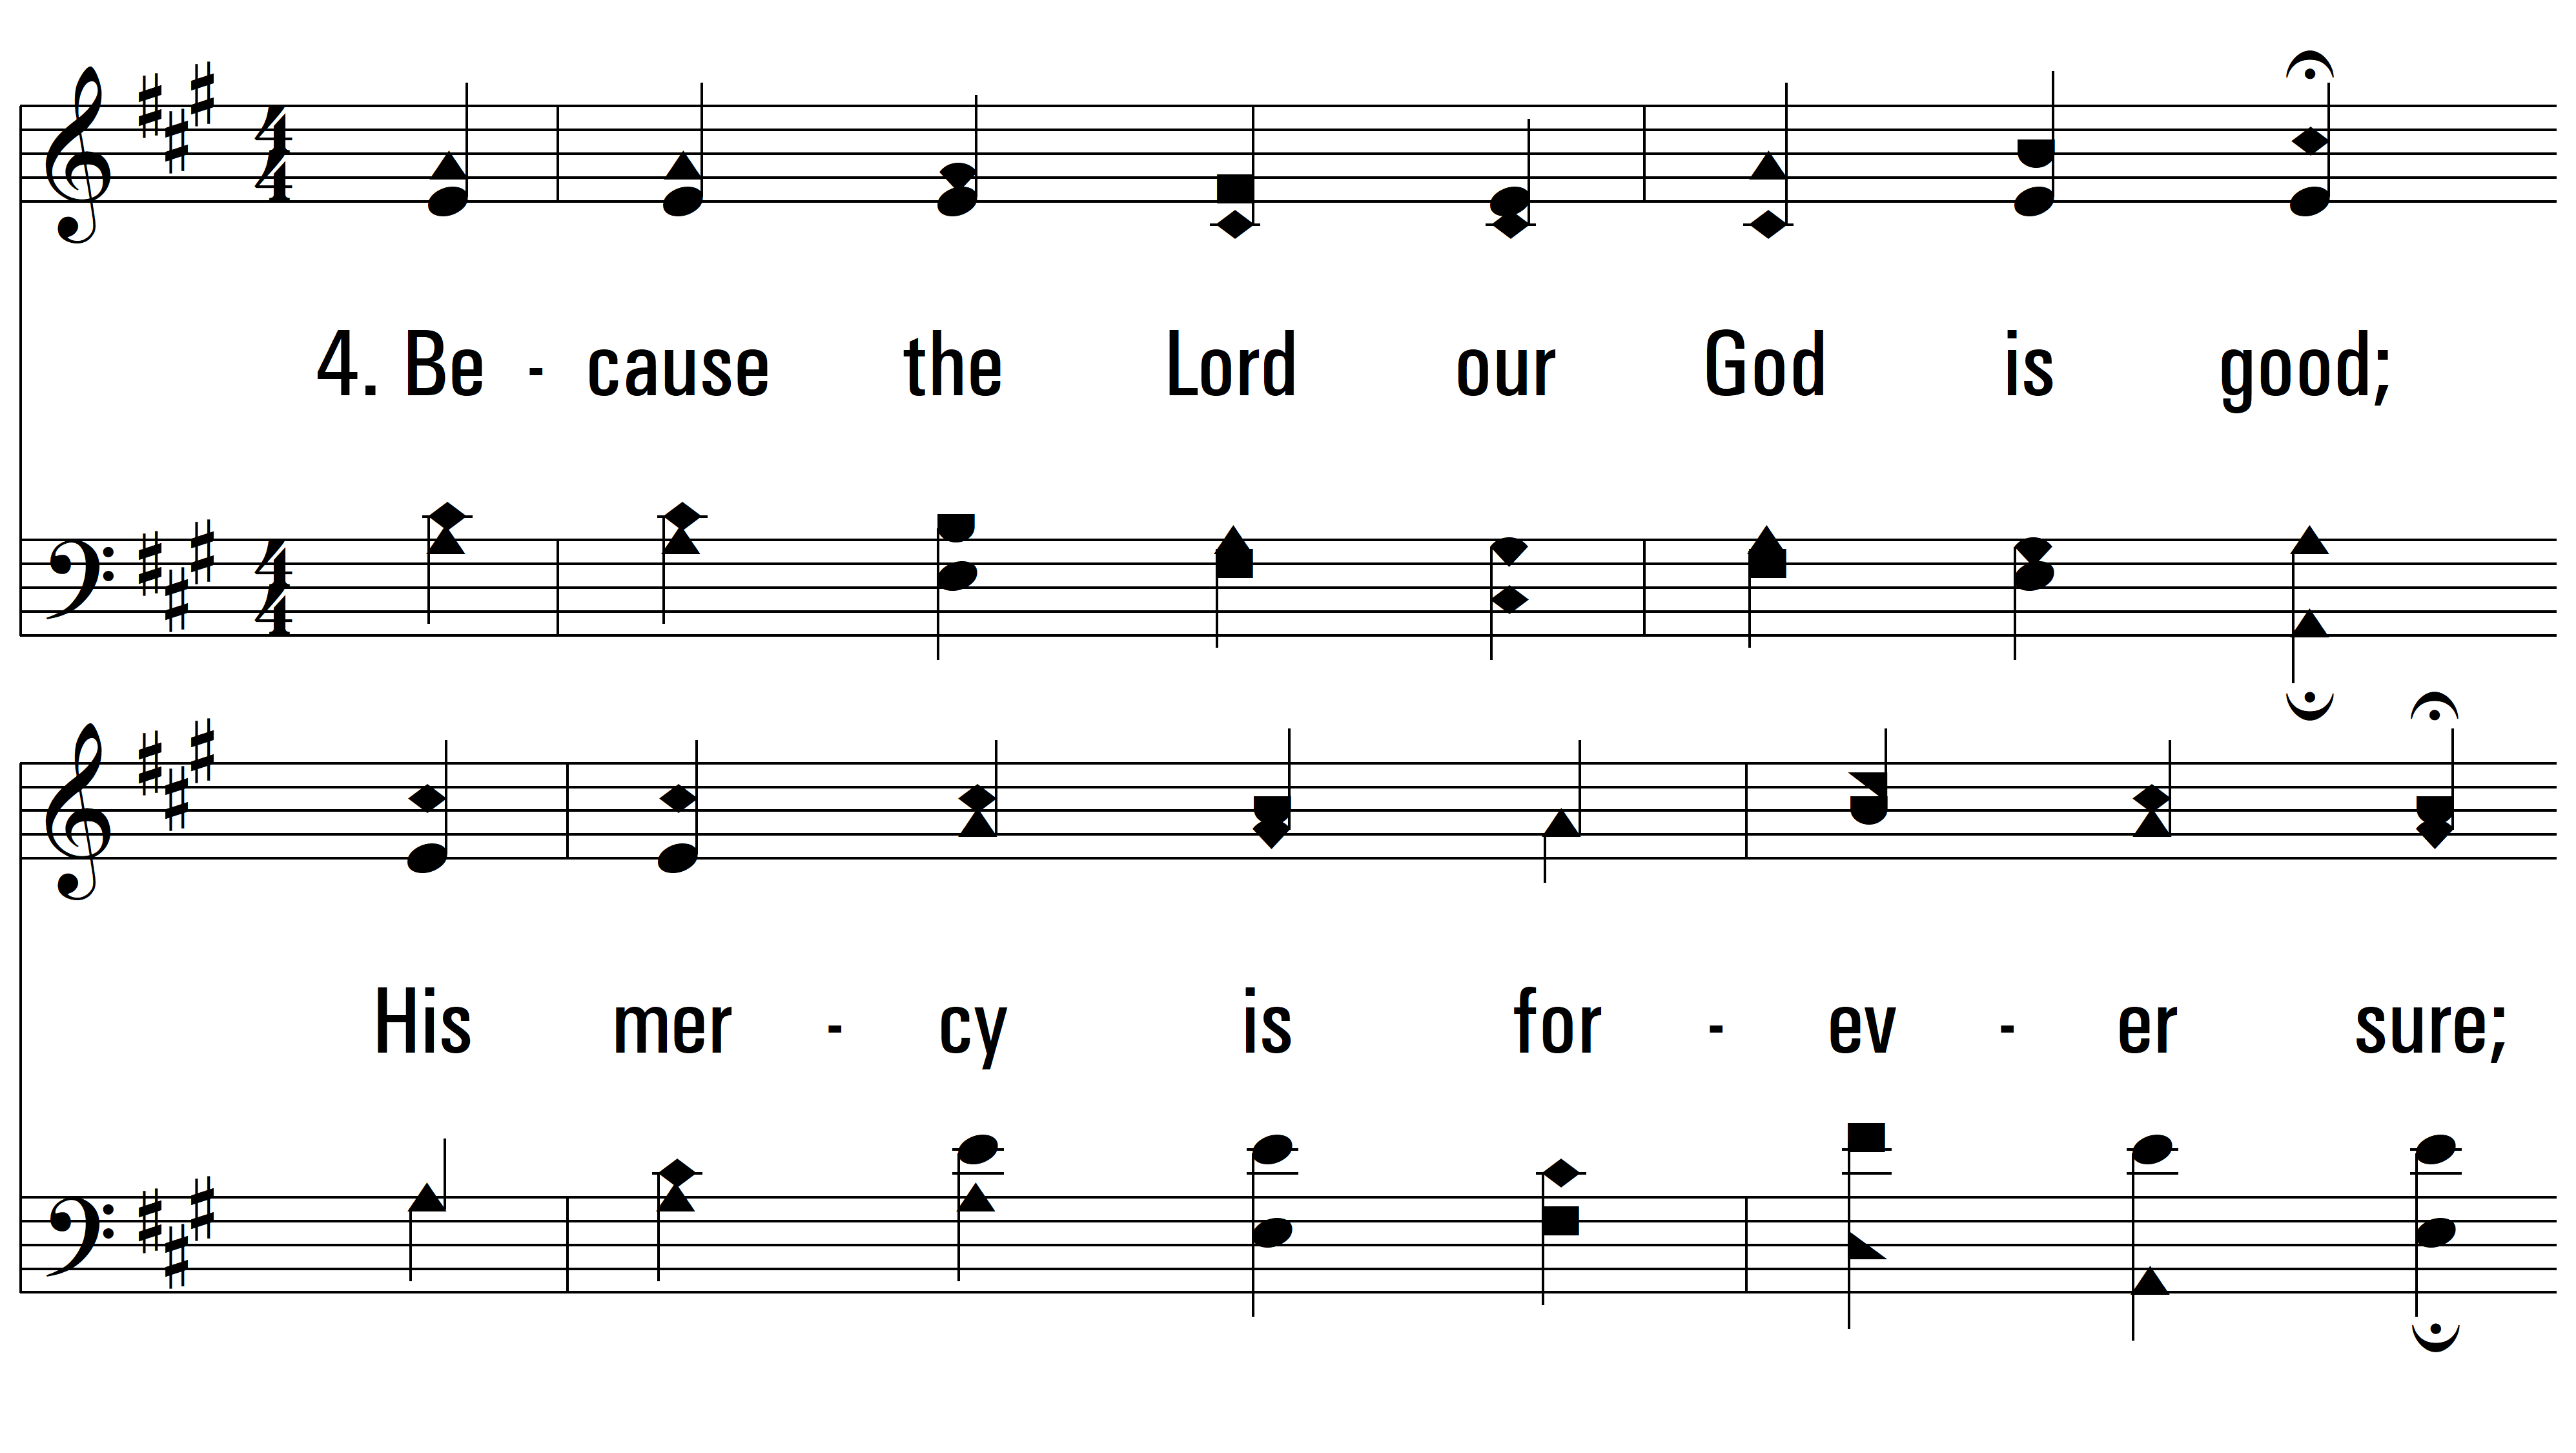 4. Be - cause the Lord our God is good;
His mer - cy is for - ev - er sure;